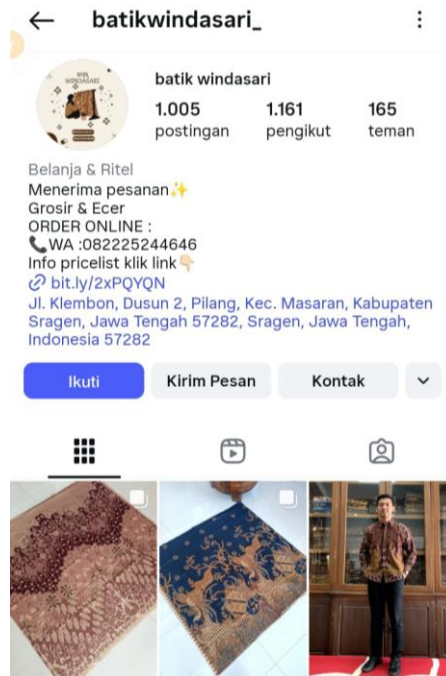 batikwindasari_
WINDASARI
batik windasari
1.005 1.161 165
postingan pengikut teman
Belanja & Ritel
Menerima pesanan✨
Grosir & Ecer
ORDER ONLINE :
📞WA :082225244646
Info pricelist klik link👇🏻
bit.ly/2xPQYQN
Jl. Klembon, Dusun 2, Pilang, Kec. Masaran, Kabupaten
Sragen, Jawa Tengah 57282, Sragen, Jawa Tengah,
Indonesia 57282
Ikuti Kirim Pesan Kontak